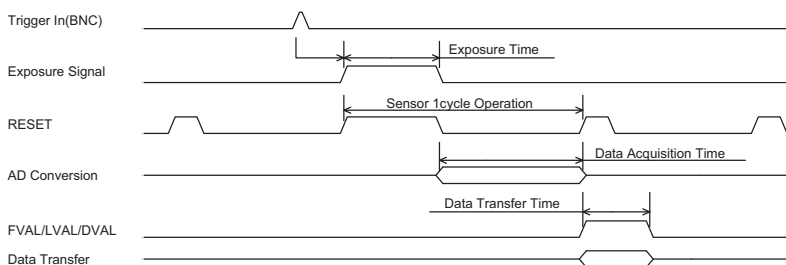 Trigger In(BNC)
Exposure Time
Exposure Signal
Sensor 1cycle Operation
RESET
Data Acquisition Time
AD Conversion
Data Transfer Time
FVAL/LVAL/DVAL
Data Transfer